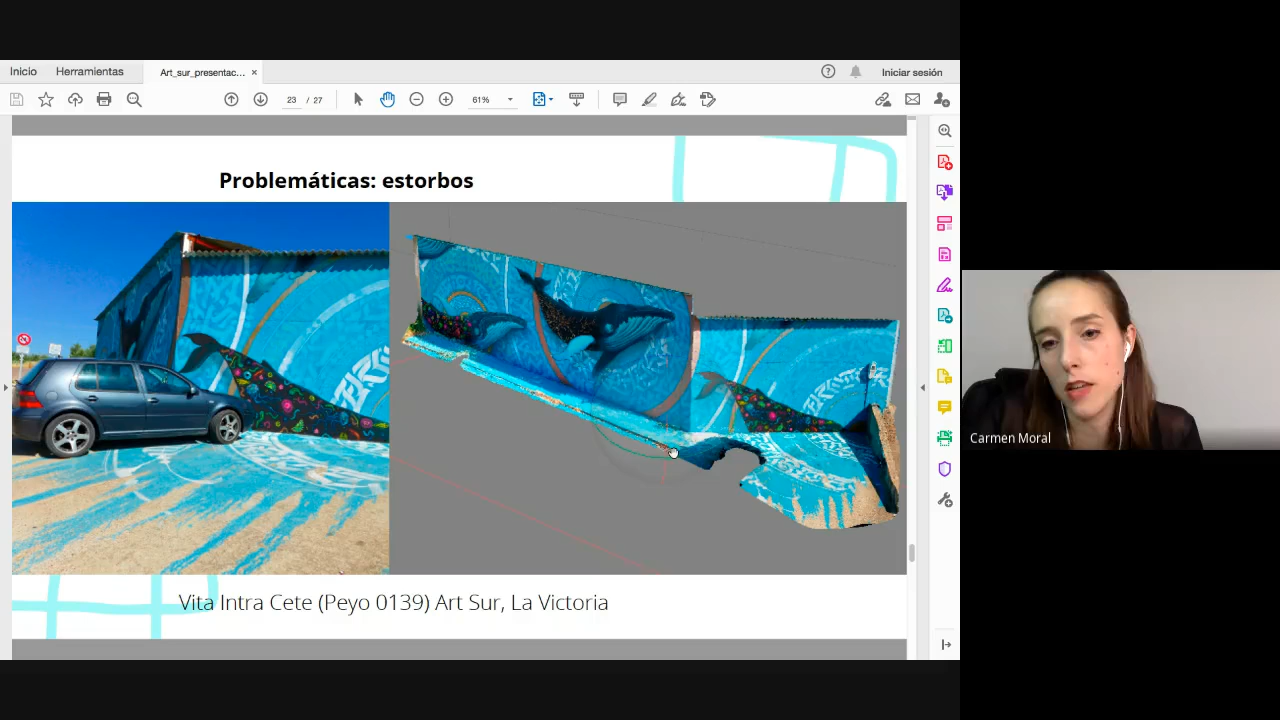 Inicio Herramientas Art_sur_presentac... × Iniciar sesión
23 / 27 61%
Problemáticas: estorbos
Vita Intra Cete (Peyo 0139) Art Sur, La Victoria
Carmen Moral